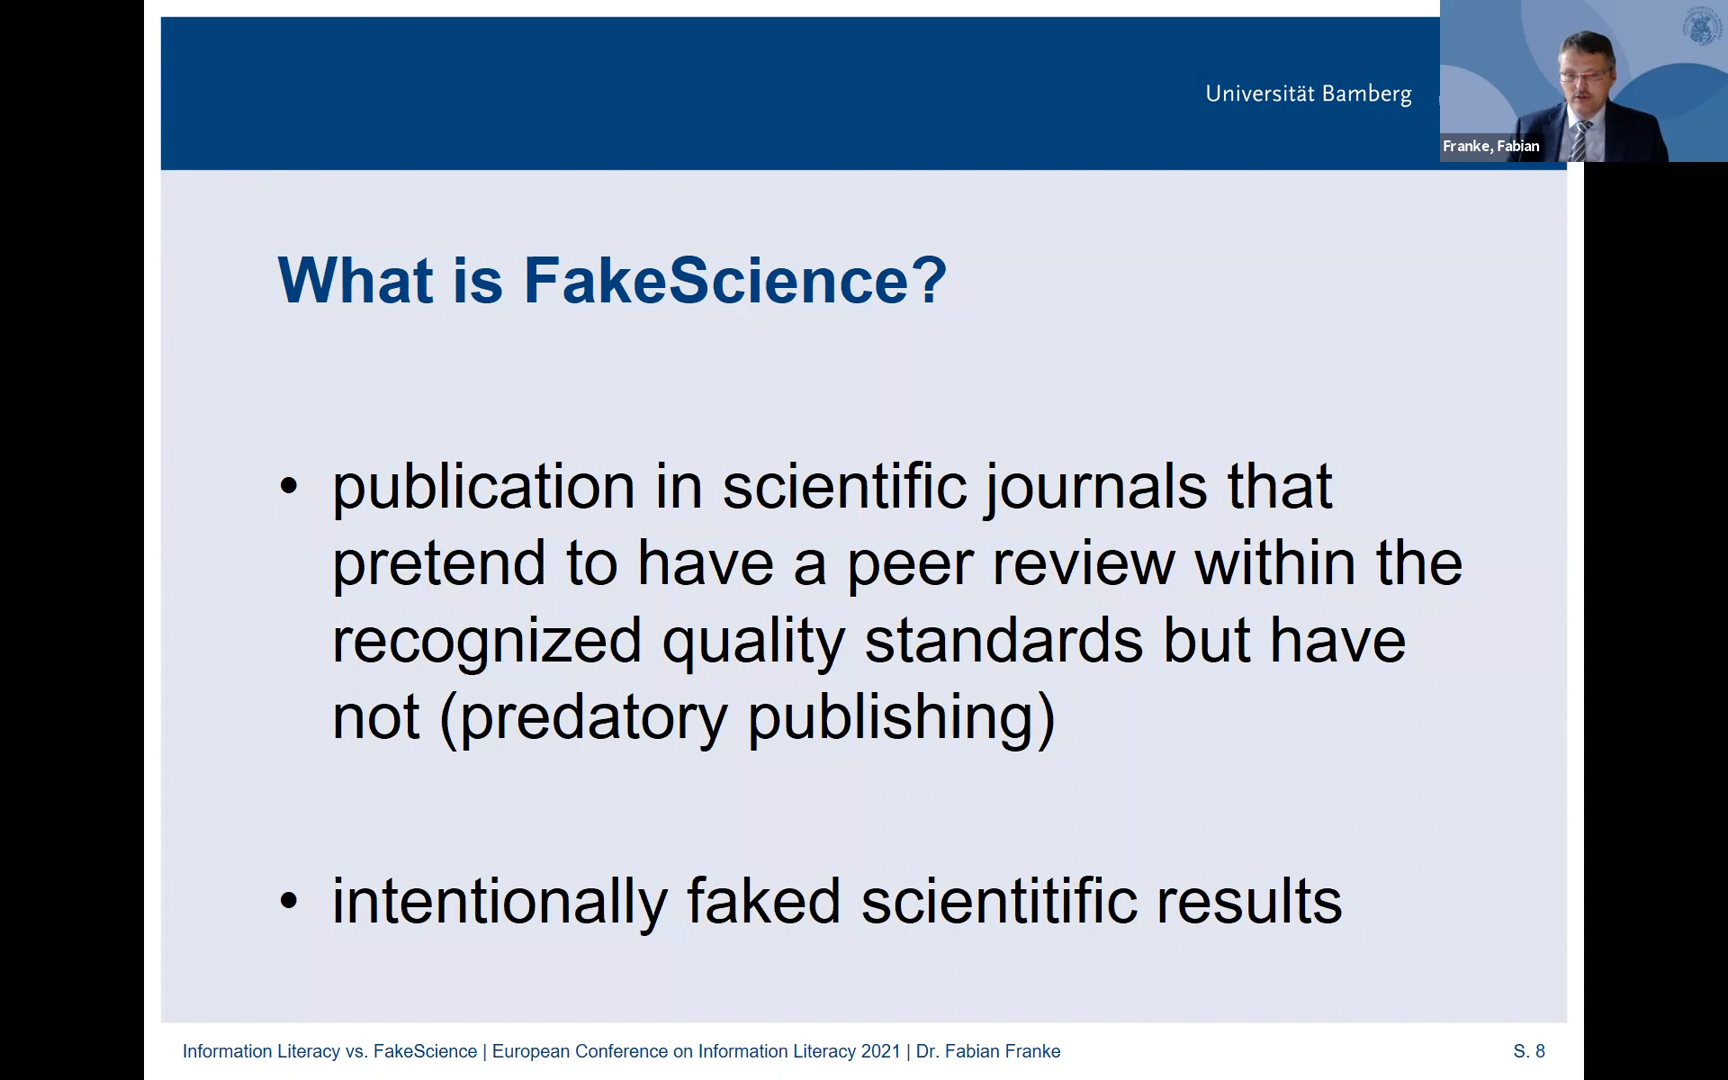 Universität Bamberg
Franke, Fabian
What is FakeScience?
• publication in scientific journals that
pretend to have a peer review within the
recognized quality standards but have
not (predatory publishing)
• intentionally faked scientitific results
Information Literacy vs. FakeScience | European Conference on Information Literacy 2021 | Dr. Fabian Franke
S. 8